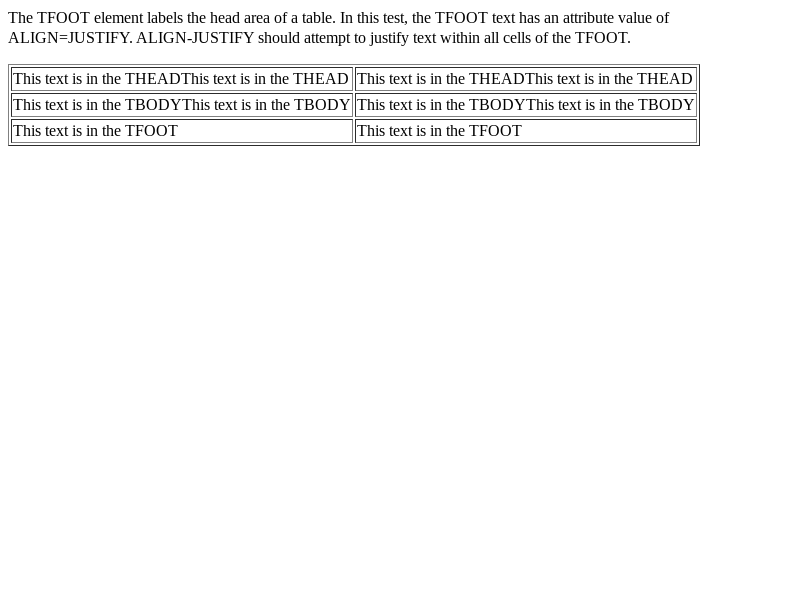 The TFOOT element labels the head area of a table. In this test, the TFOOT text has an attribute value of
ALIGN=JUSTIFY. ALIGN-JUSTIFY should attempt to justify text within all cells of the TFOOT.
This text is in the THEADThis text is in the THEAD This text is in the THEADThis text is in the THEAD
This text is in the TBODYThis text is in the TBODY This text is in the TBODYThis text is in the TBODY
This text is in the TFOOT This text is in the TFOOT